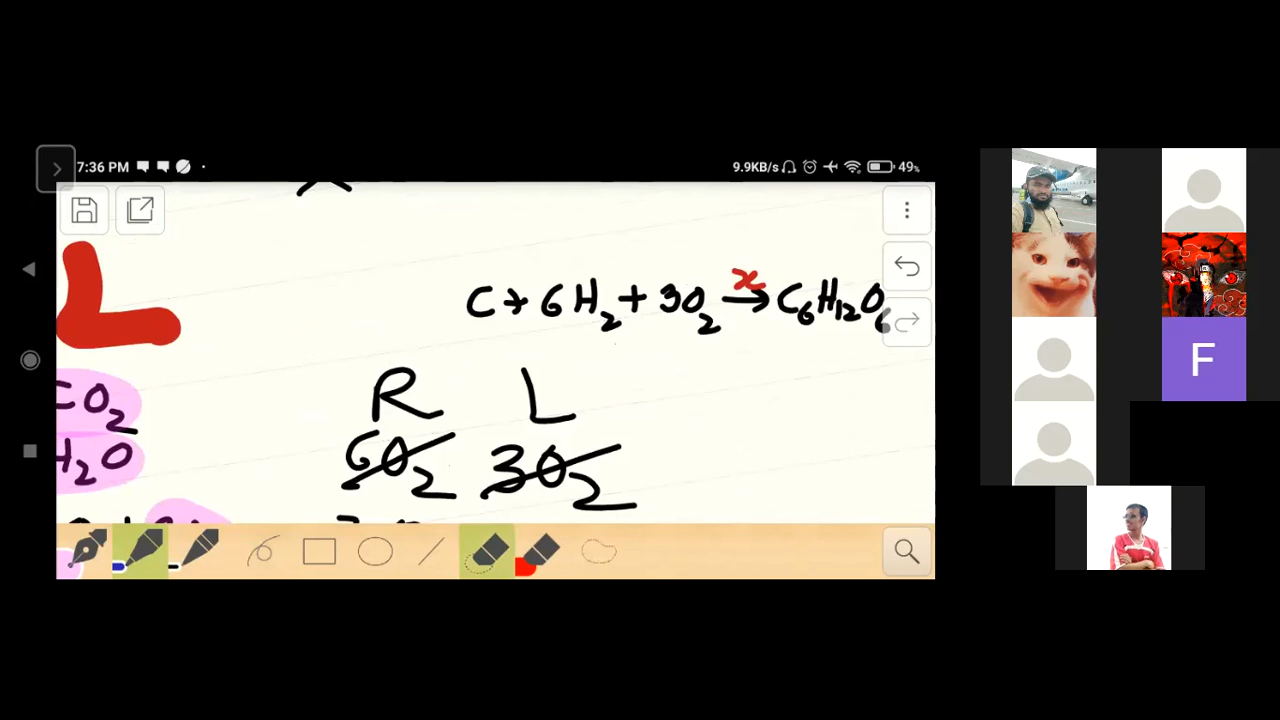 7:36 PM
9.9KB/s 49%
L
C + 6H₂ + 3O₂ →x C₆H₁₂O₆
R L
CO₂
6O₂ 3O₂
H₂O
F